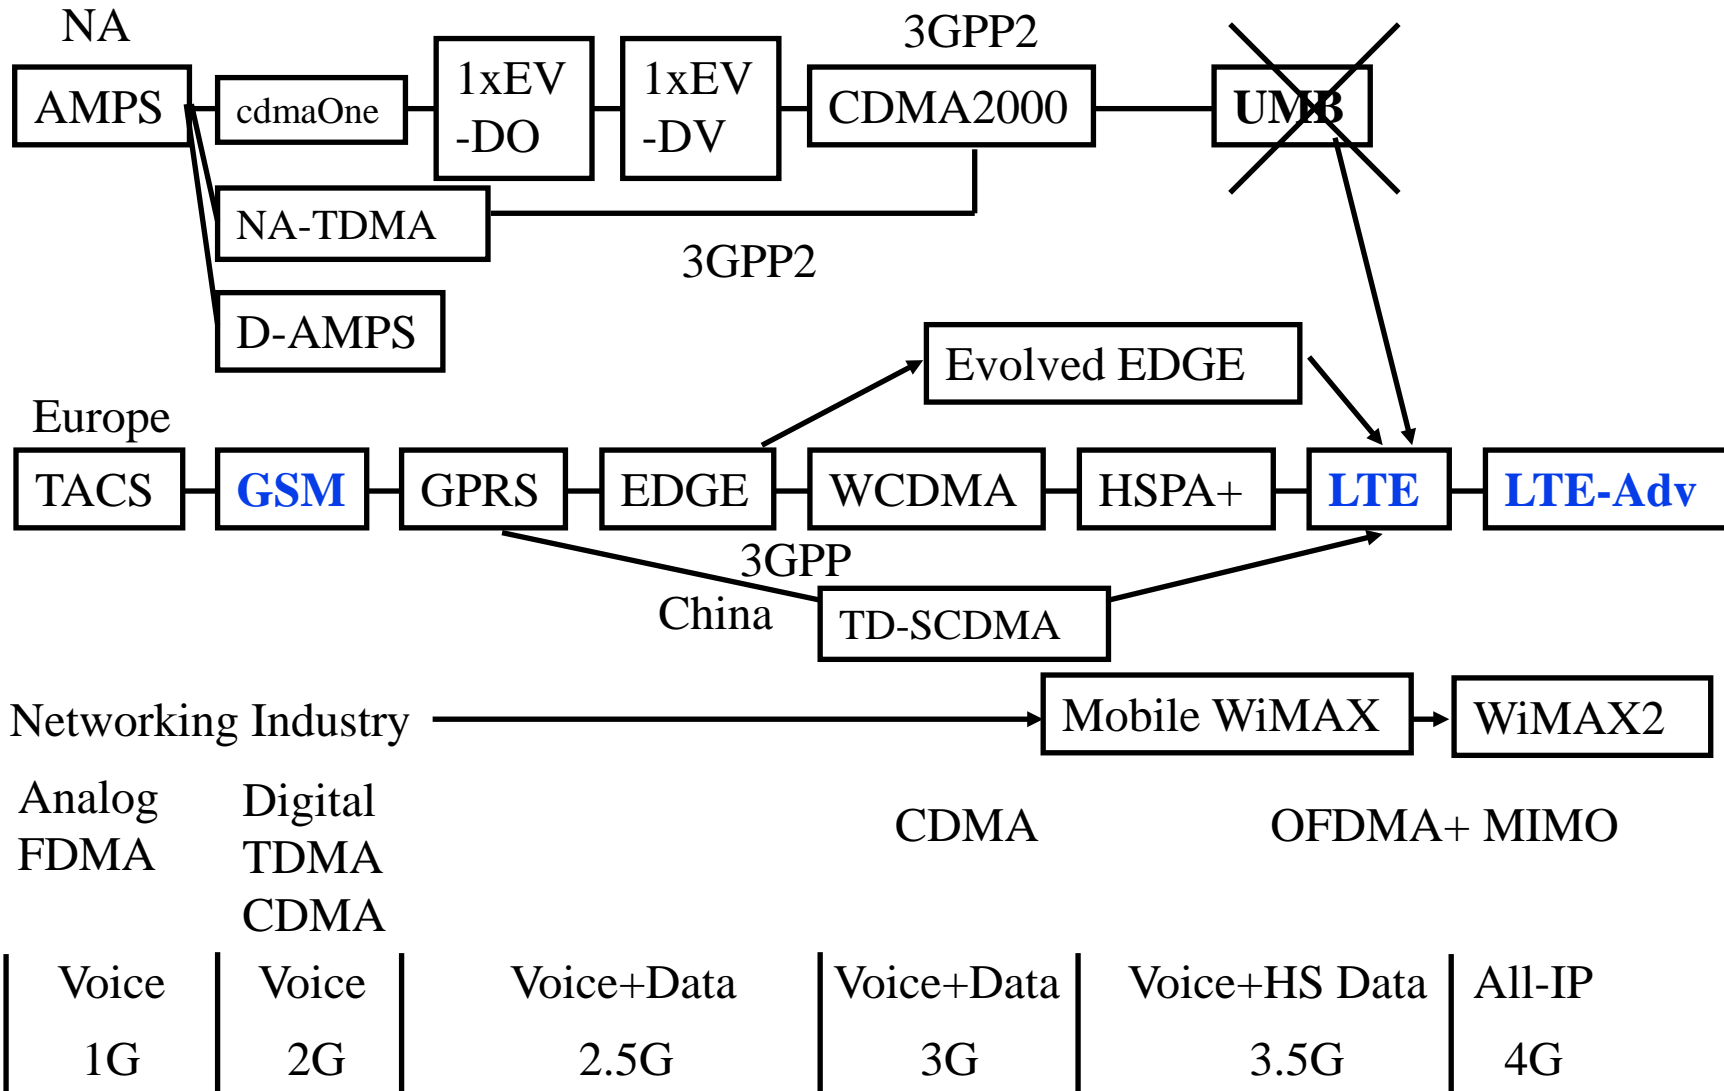 NA
3GPP2
AMPS
cdmaOne
1xEV
-DO
1xEV
-DV
CDMA2000
UMB
NA-TDMA
3GPP2
D-AMPS
Evolved EDGE
Europe
TACS
GSM
GPRS
EDGE
WCDMA
HSPA+
LTE
LTE-Adv
3GPP
China
TD-SCDMA
Networking Industry
Mobile WiMAX
WiMAX2
Analog
FDMA
Digital
TDMA
CDMA
CDMA
OFDMA+ MIMO
Voice
Voice
Voice+Data
Voice+Data
Voice+HS Data
All-IP
1G
2G
2.5G
3G
3.5G
4G